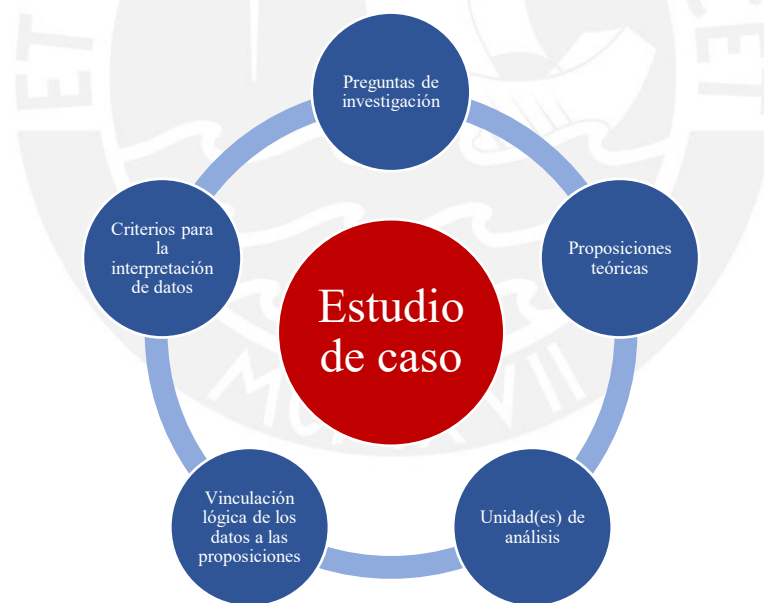 Preguntas de
investigación
Proposiciones
teóricas
Unidad(es) de
análisis
Vinculación
lógica de los
datos a las
proposiciones
Criterios para
la
interpretación
de datos
Estudio
de caso
ET